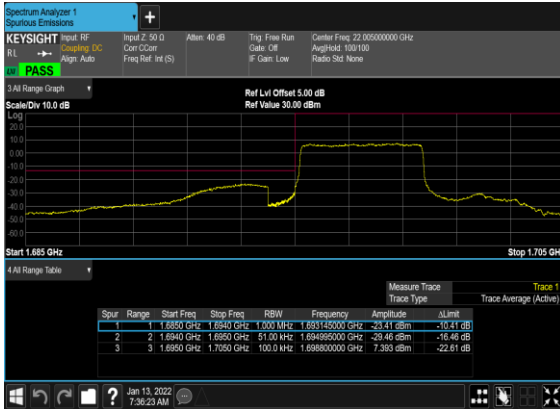 Spectrum Analyzer 1
Spurious Emissions
KEYSIGHT Input: RF Input Z: 50 Ω Atten: 40 dB Trig: Free Run Center Freq: 22.005000000 GHz
RL Coupling: DC Corr CCorr Gate: Off Avg|Hold: 100/100
Align: Auto Freq Ref: Int (S) IF Gain: Low Radio Std: None
PASS
3 All Range Graph
Ref Lvl Offset 5.00 dB
Scale/Div 10.0 dB Ref Value 30.00 dBm
Log
20.0
10.0
0.00
-10.0
-20.0
-30.0
-40.0
-50.0
-60.0
Start 1.685 GHz Stop 1.705 GH
4 All Range Table
Measure Trace Trace 1
Trace Type Trace Average (Active)
Spur Range Start Freq Stop Freq RBW Frequency Amplitude ΔLimit
1 1 1.6850 GHz 1.6940 GHz 1.000 MHz 1.693145000 GHz -23.41 dBm -10.41 dB
2 2 1.6940 GHz 1.6950 GHz 51.00 kHz 1.694995000 GHz -29.46 dBm -16.46 dB
3 3 1.6950 GHz 1.7050 GHz 100.0 kHz 1.698800000 GHz 7.393 dBm -22.61 dB
Jan 13, 2022
7:36:23 AM